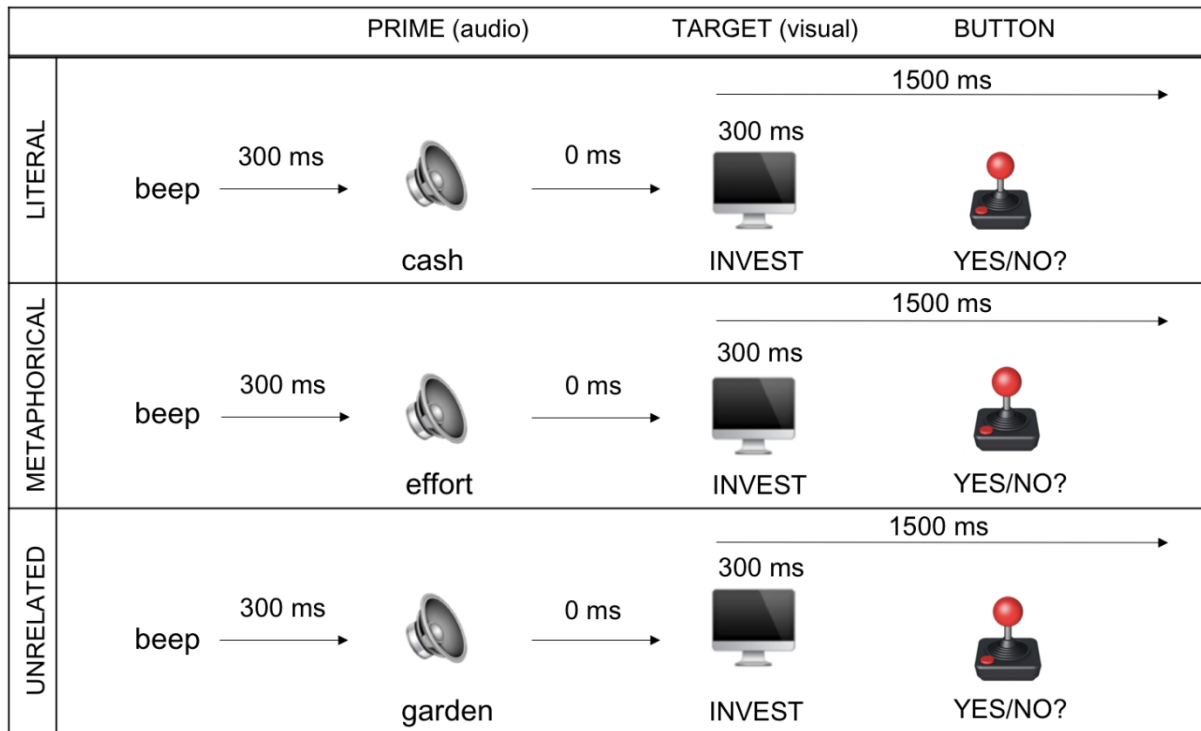 PRIME (audio) TARGET (visual) BUTTON
LITERAL
1500 ms
300 ms 0 ms 300 ms
beep
cash INVEST YES/NO?
METAPHORICAL
1500 ms
300 ms 0 ms 300 ms
beep
effort INVEST YES/NO?
UNRELATED
1500 ms
300 ms 0 ms 300 ms
beep
garden INVEST YES/NO?